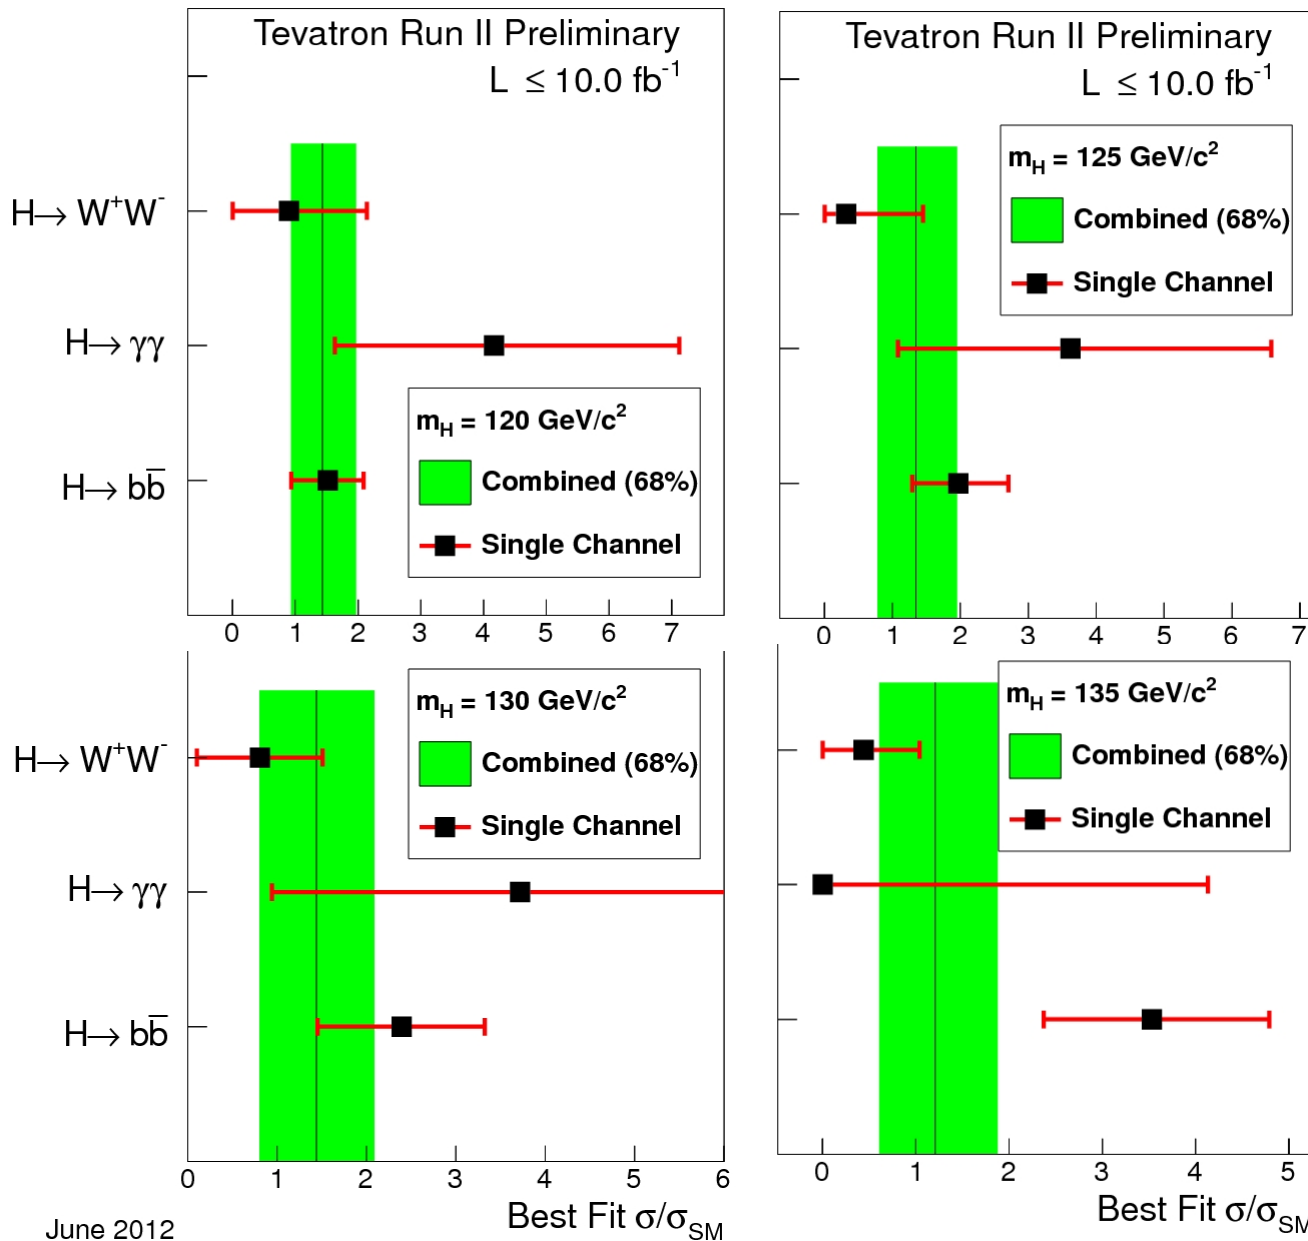 Tevatron Run II Preliminary
L ≤ 10.0 fb⁻¹
H→ W⁺W⁻
H→ γγ
H→ bb̅
m_H = 120 GeV/c²
Combined (68%)
Single Channel
0 1 2 3 4 5 6 7
Tevatron Run II Preliminary
L ≤ 10.0 fb⁻¹
m_H = 125 GeV/c²
Combined (68%)
Single Channel
0 1 2 3 4 5 6 7
H→ W⁺W⁻
H→ γγ
H→ bb̅
m_H = 130 GeV/c²
Combined (68%)
Single Channel
0 1 2 3 4 5 6
Best Fit σ/σ_SM
m_H = 135 GeV/c²
Combined (68%)
Single Channel
0 1 2 3 4 5
Best Fit σ/σ_SM
June 2012